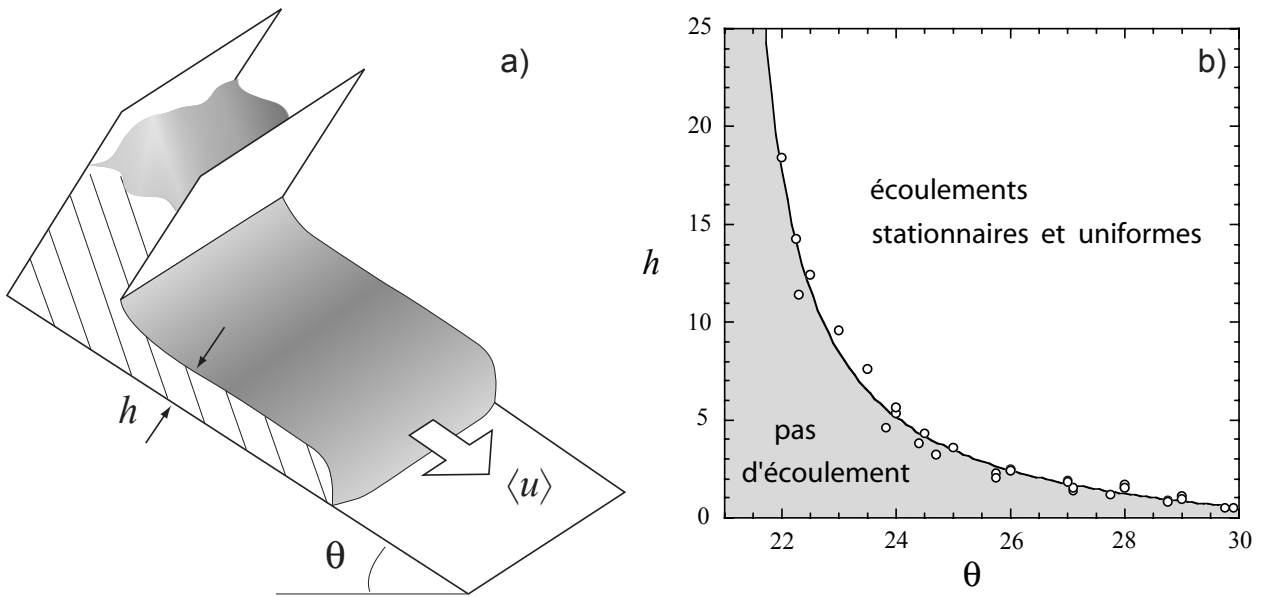 a)
h
⟨u⟩
θ
b)
25
20
15
10
5
0
h
écoulements
stationnaires et uniformes
pas
d'écoulement
22
24
26
28
30
θ